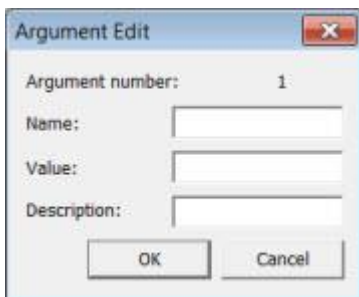 Argument Edit
Argument number: 1
Name:
Value:
Description:
OK Cancel